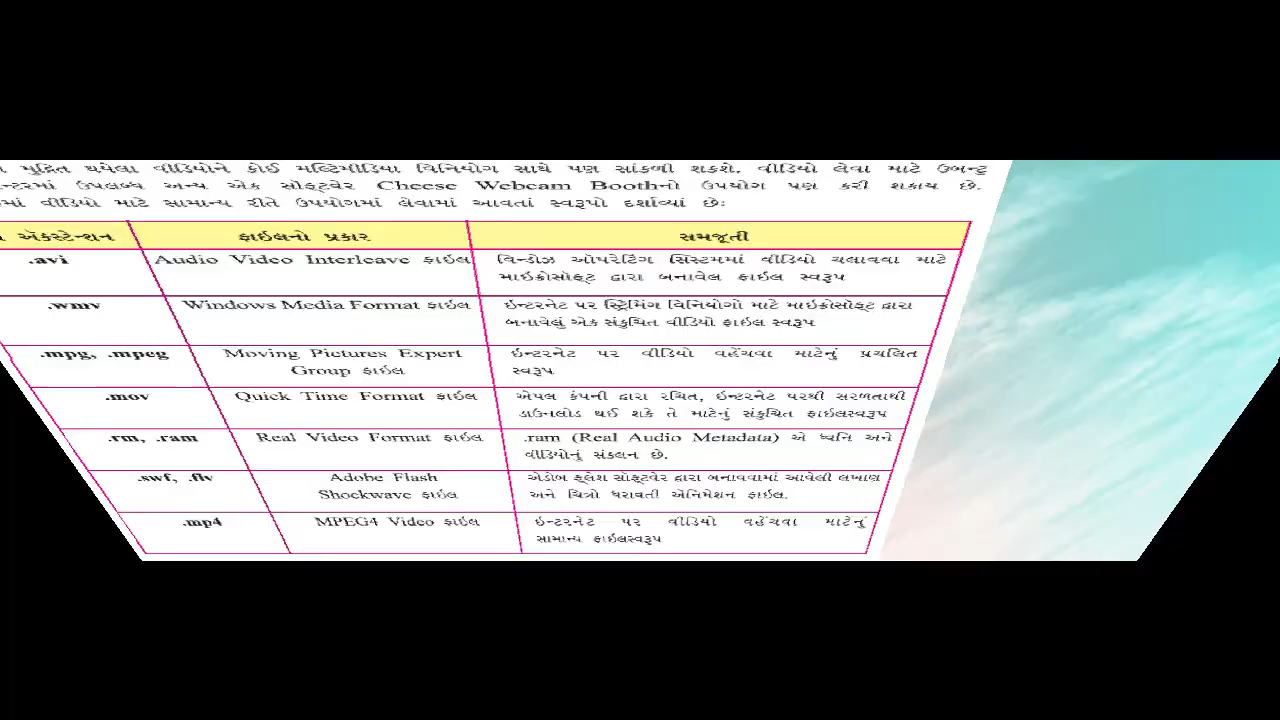 મુદ્રિત થયેલા વીડિયોને કોઈ મલ્ટિમીડિયા વિનિયોગ સાથે પણ સાંકળી શકશે. વીડિયો લેવા માટે ઉબન્ટુ
ઉપલબ્ધ અન્ય એક સૉફ્ટવેર Cheese Webcam Boothનો ઉપયોગ પણ કરી શકાય છે.
વીડિયો માટે સામાન્ય રીતે ઉપયોગમાં લેવામાં આવતાં સ્વરૂપો દર્શાવ્યાં છેઃ
ઍક્સ્ટેન્શન ફાઇલનો પ્રકાર સમજૂતી
.avi Audio Video Interleave ફાઇલ વિન્ડોઝ ઑપરેટિંગ સિસ્ટમમાં વીડિયો ચલાવવા માટે
માઇક્રોસૉફ્ટ દ્વારા બનાવેલ ફાઇલ સ્વરૂપ
.wmv Windows Media Format ફાઇલ ઇન્ટરનેટ પર સ્ટ્રિમિંગ વિનિયોગો માટે માઇક્રોસૉફ્ટ દ્વારા
બનાવેલું એક સંકુચિત વીડિયો ફાઇલ સ્વરૂપ
.mpg, .mpeg Moving Pictures Expert ઇન્ટરનેટ પર વીડિયો વહેંચવા માટેનું પ્રચલિત
Group ફાઇલ સ્વરૂપ
.mov Quick Time Format ફાઇલ એપલ કંપની દ્વારા રચિત, ઇન્ટરનેટ પરથી સરળતાથી
ડાઉનલોડ થઈ શકે તે માટેનું સંકુચિત ફાઇલસ્વરૂપ
.rm, .ram Real Video Format ફાઇલ .ram (Real Audio Metadata) એ ધ્વનિ અને
વીડિયોનું સંકલન છે.
.swf, .flv Adobe Flash એડોબ ફ્લૅશ સૉફ્ટવેર દ્વારા બનાવવામાં આવેલી લખાણ
Shockwave ફાઇલ અને ચિત્રો ધરાવતી એનિમેશન ફાઇલ.
.mp4 MPEG4 Video ફાઇલ ઇન્ટરનેટ પર વીડિયો વહેંચવા માટેનું
સામાન્ય ફાઇલસ્વરૂપ